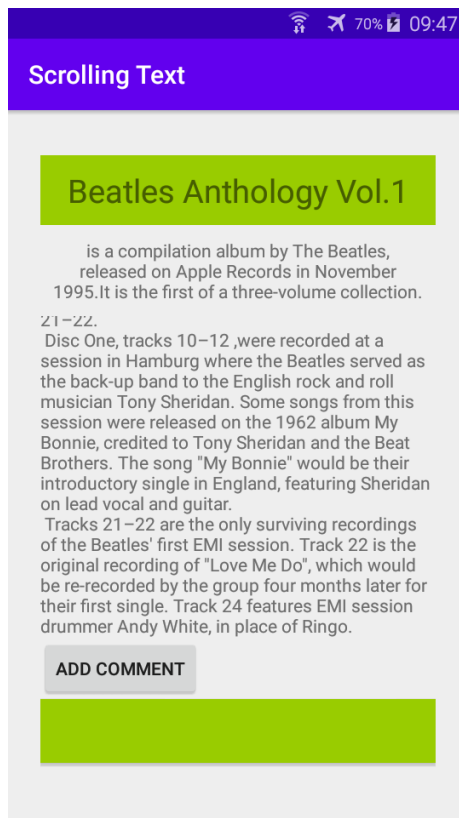 70% 09:47
Scrolling Text
Beatles Anthology Vol.1
is a compilation album by The Beatles,
released on Apple Records in November
1995.It is the first of a three-volume collection.
21–22.
Disc One, tracks 10–12 ,were recorded at a
session in Hamburg where the Beatles served as
the back-up band to the English rock and roll
musician Tony Sheridan. Some songs from this
session were released on the 1962 album My
Bonnie, credited to Tony Sheridan and the Beat
Brothers. The song "My Bonnie" would be their
introductory single in England, featuring Sheridan
on lead vocal and guitar.
Tracks 21–22 are the only surviving recordings
of the Beatles' first EMI session. Track 22 is the
original recording of "Love Me Do", which would
be re-recorded by the group four months later for
their first single. Track 24 features EMI session
drummer Andy White, in place of Ringo.
ADD COMMENT